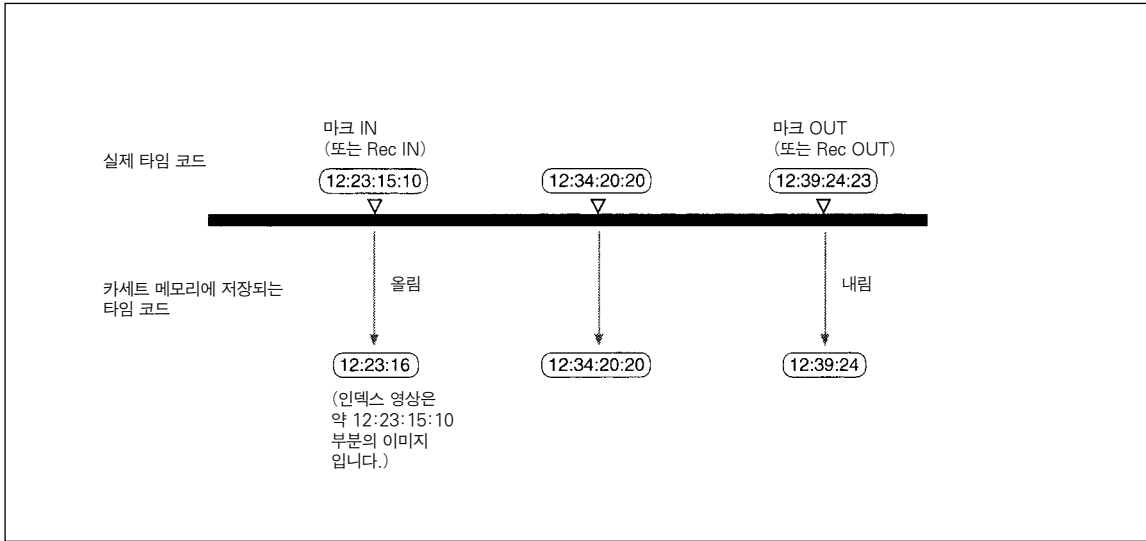 마크 IN
(또는 Rec IN)
마크 OUT
(또는 Rec OUT)
실제 타임 코드
12:23:15:10
12:34:20:20
12:39:24:23
카세트 메모리에 저장되는
타임 코드
올림
내림
12:23:16
12:34:20:20
12:39:24
(인덱스 영상은
약 12:23:15:10
부분의 이미지
입니다.)